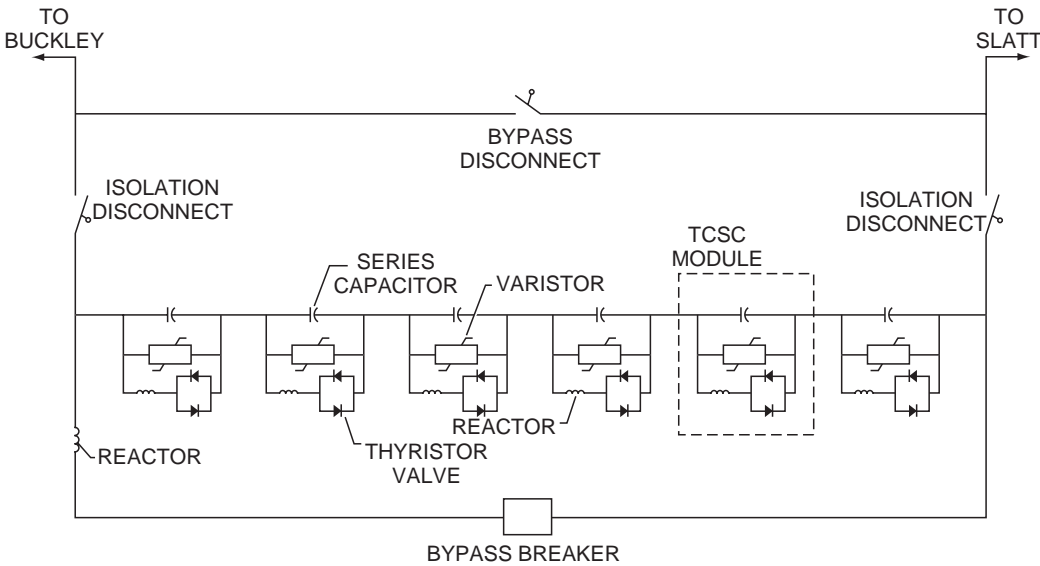 TO
BUCKLEY
TO
SLATT
BYPASS
DISCONNECT
ISOLATION
DISCONNECT
ISOLATION
DISCONNECT
TCSC
MODULE
SERIES
CAPACITOR
VARISTOR
REACTOR
THYRISTOR
VALVE
REACTOR
BYPASS BREAKER